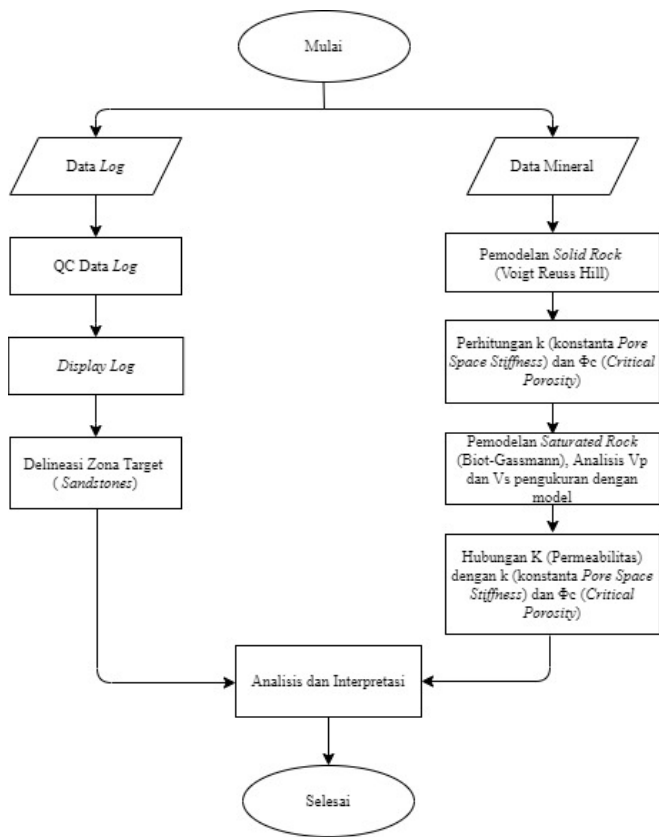 Mulai
Data Log
QC Data Log
Display Log
Delineasi Zona Target
( Sandstones)
Data Mineral
Pemodelan Solid Rock
(Voigt Reuss Hill)
Perhitungan k (konstanta Pore
Space Stiffness) dan Φc (Critical
Porosity)
Pemodelan Saturated Rock
(Biot-Gassmann), Analisis Vp
dan Vs pengukuran dengan
model
Hubungan K (Permeabilitas)
dengan k (konstanta Pore Space
Stiffness) dan Φc (Critical
Porosity)
Analisis dan Interpretasi
Selesai